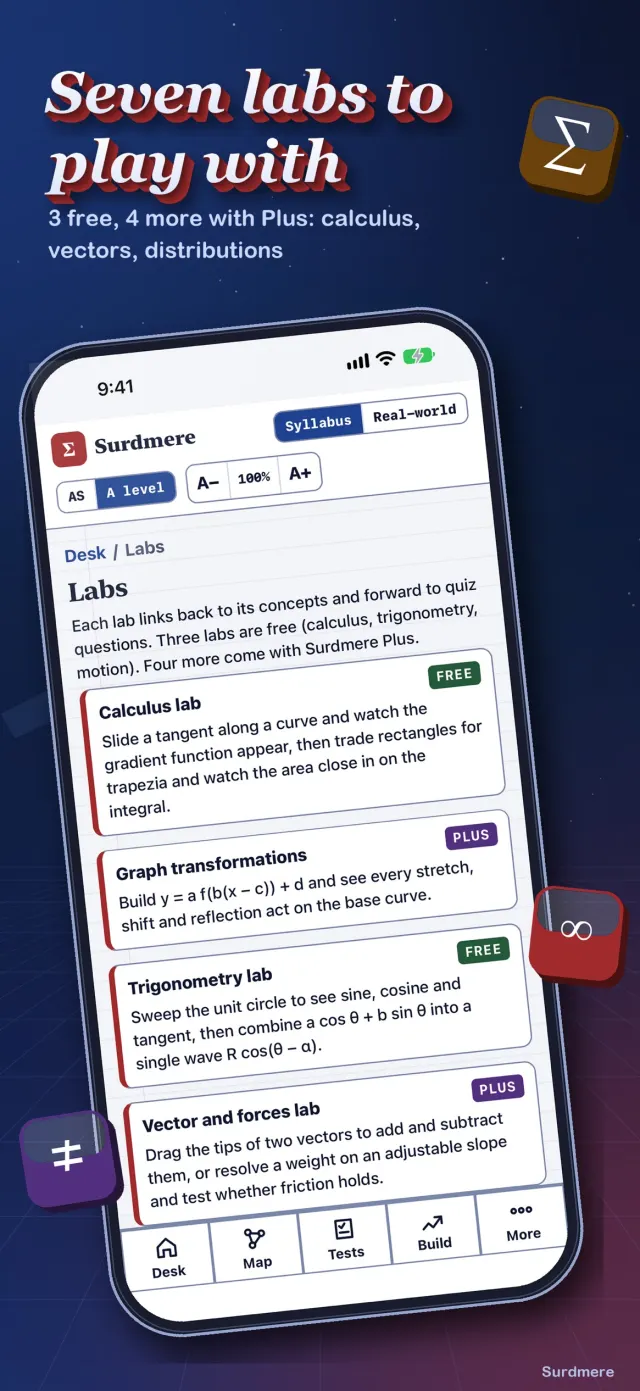 Seven labs to
play with
Σ
3 free, 4 more with Plus: calculus,
vectors, distributions
9:41
Σ Surdmere
Syllabus Real-world
AS A level A− 100% A+
Desk / Labs
Labs
Each lab links back to its concepts and forward to quiz
questions. Three labs are free (calculus, trigonometry,
motion). Four more come with Surdmere Plus.
FREE
Calculus lab
Slide a tangent along a curve and watch the
gradient function appear, then trade rectangles for
trapezia and watch the area close in on the
integral.
PLUS
Graph transformations
Build y = a f(b(x − c)) + d and see every stretch,
shift and reflection act on the base curve.
∞
FREE
Trigonometry lab
Sweep the unit circle to see sine, cosine and
tangent, then combine a cos θ + b sin θ into a
single wave R cos(θ − α).
PLUS
Vector and forces lab
Drag the tips of two vectors to add and subtract
them, or resolve a weight on an adjustable slope
and test whether friction holds.
≠
Desk Map Tests Build More
Surdmere